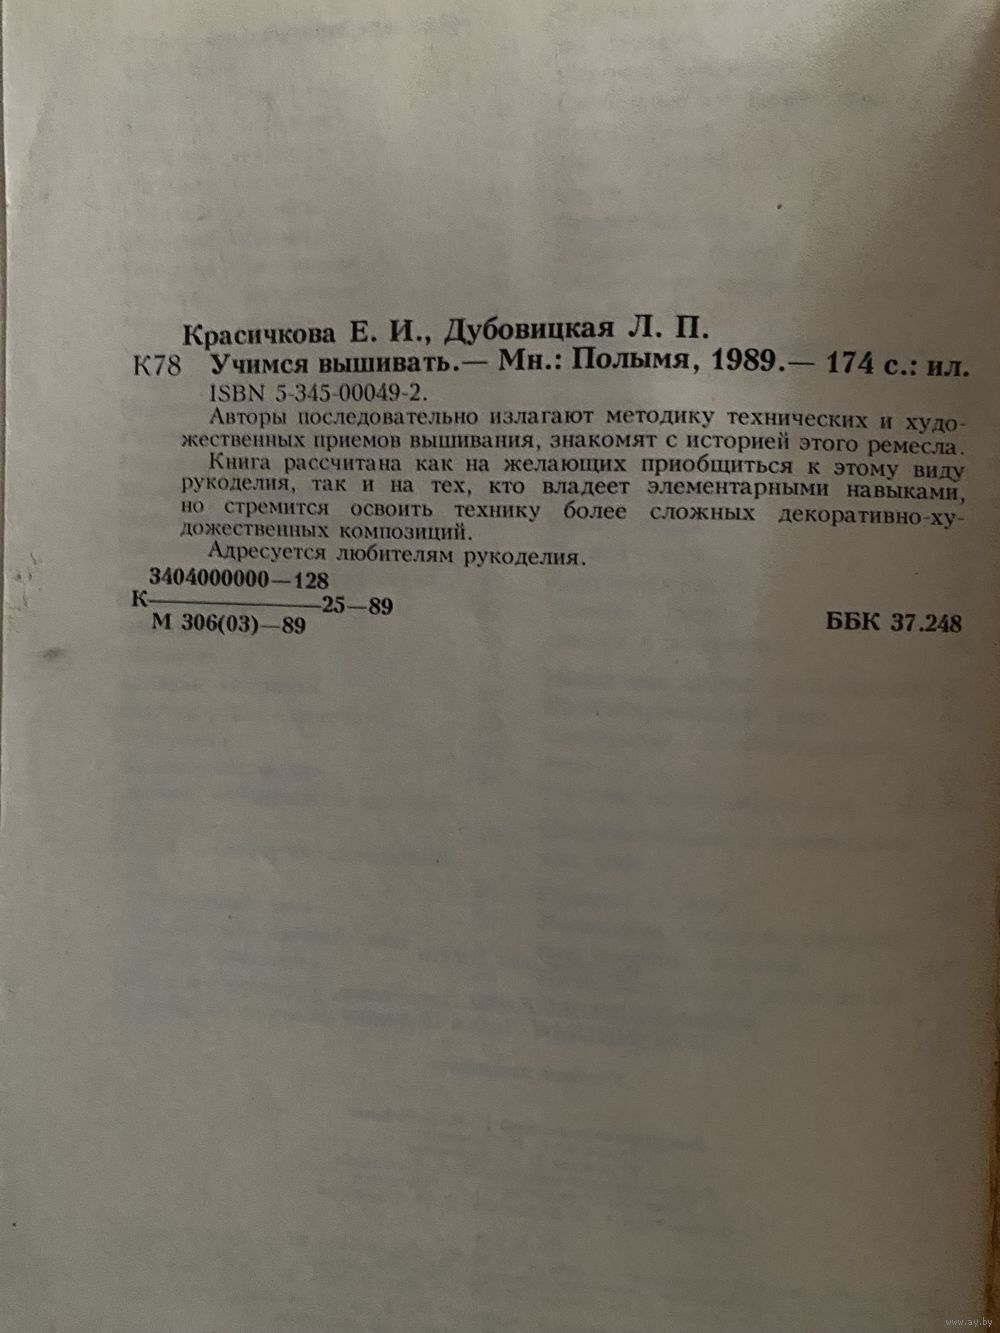 Красичкова Е. И., Дубовицкая Л. П.
К78 Учимся вышивать.— Мн.: Полымя, 1989.— 174 с.: ил.
ISBN 5-345-00049-2.
Авторы последовательно излагают методику технических и худо-
жественных приемов вышивания, знакомят с историей этого ремесла.
Книга рассчитана как на желающих приобщиться к этому виду
рукоделия, так и на тех, кто владеет элементарными навыками,
но стремится освоить технику более сложных декоративно-ху-
дожественных композиций.
Адресуется любителям рукоделия.
3404000000—128
К————————25—89
М 306(03)—89
ББК 37.248
www.ay.by